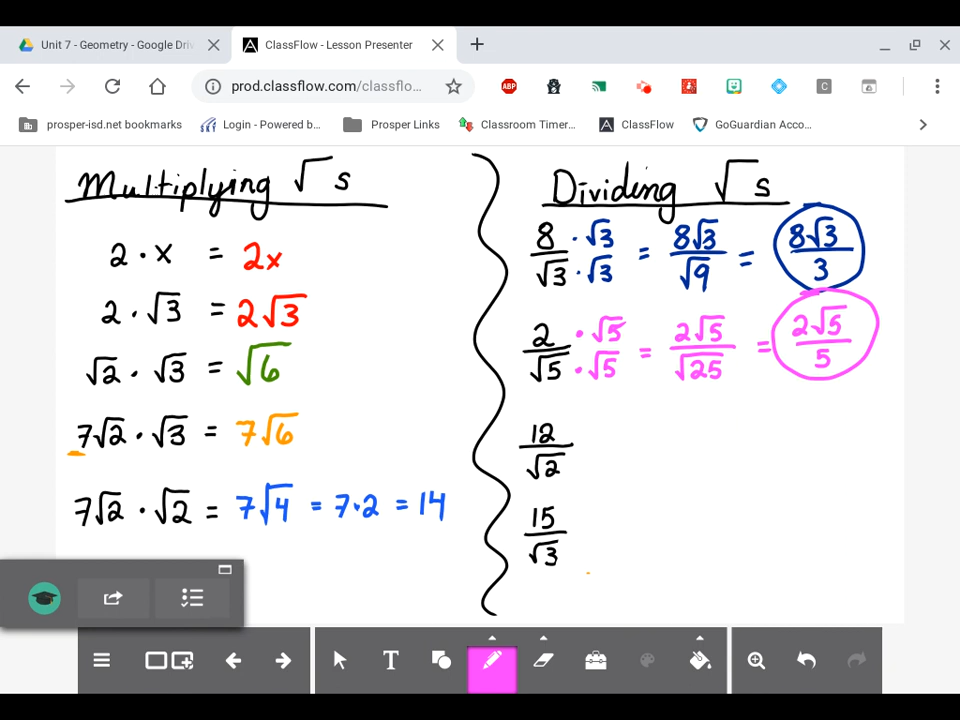 Unit 7 - Geometry - Google Dri
ClassFlow - Lesson Presenter
prod.classflow.com/classflo...
ABP
C
prosper-isd.net bookmarks
Login - Powered b...
Prosper Links
Classroom Timer...
ClassFlow
GoGuardian Acco...
Multiplying √ s
2 · x = 2x
2 · √3 = 2√3
√2 · √3 = √6
7√2 · √3 = 7√6
7√2 · √2 = 7√4 = 7·2 = 14
Dividing √ s
8/√3 · √3/√3 = 8√3/√9 = 8√3/3
2/√5 · √5/√5 = 2√5/√25 = 2√5/5
12/√2
15/√3
T